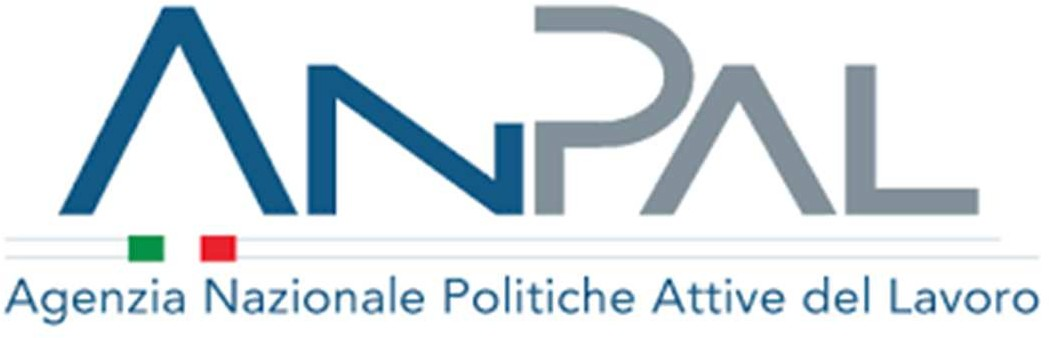 ANPAL
Agenzia Nazionale Politiche Attive del Lavoro